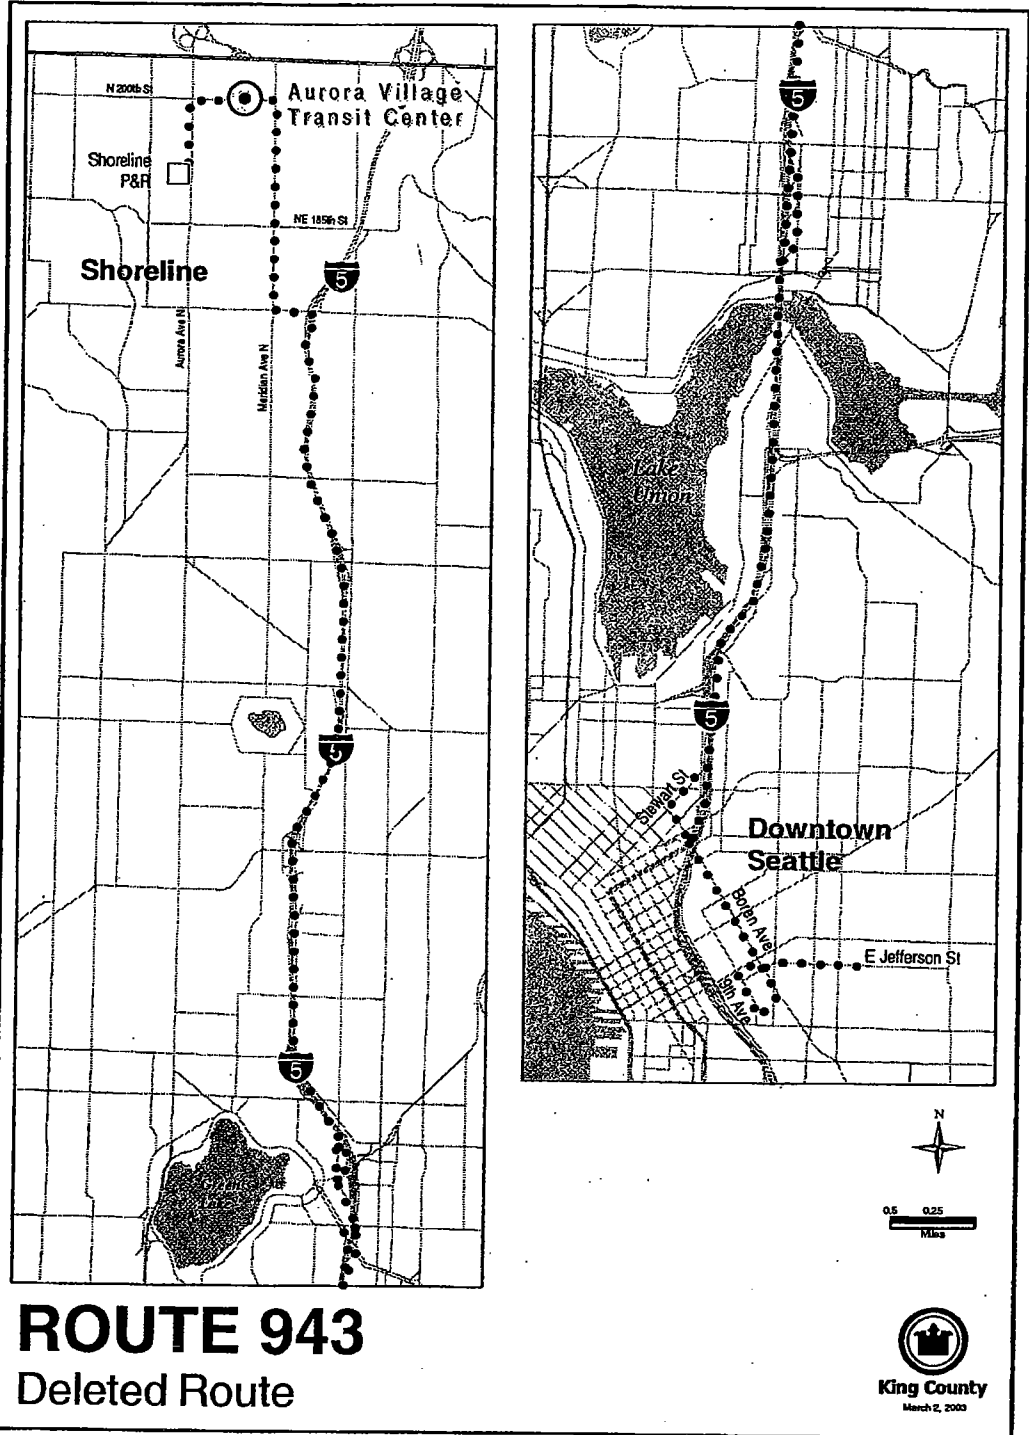 N 200th St
Aurora Village
Transit Center
Shoreline
P&R
NE 185th St
Shoreline
5
Aurora Ave N
Meridian Ave N
5
5
Green
Lake
5
Lake
Union
5
Stewart St
Downtown
Seattle
Boren Ave
E Jefferson St
9th Ave
N
0.5 0.25
Miles
ROUTE 943
Deleted Route
King County
March 2, 2003